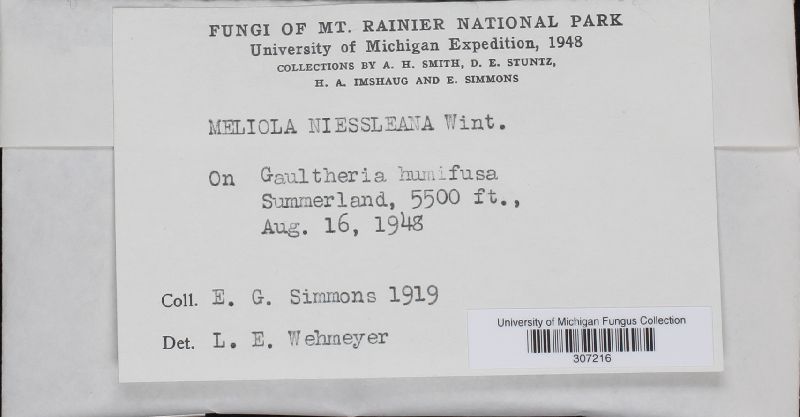 FUNGI OF MT. RAINIER NATIONAL PARK
University of Michigan Expedition, 1948
COLLECTIONS BY A. H. SMITH, D. E. STUNTZ,
H. A. IMSHAUG AND E. SIMMONS
MELIOLA NIESSLEANA Wint.
On Gaultheria humifusa
Summerland, 5500 ft.,
Aug. 16, 1948
Coll. E. G. Simmons 1919
Det. L. E. Wehmeyer
University of Michigan Fungus Collection
307216